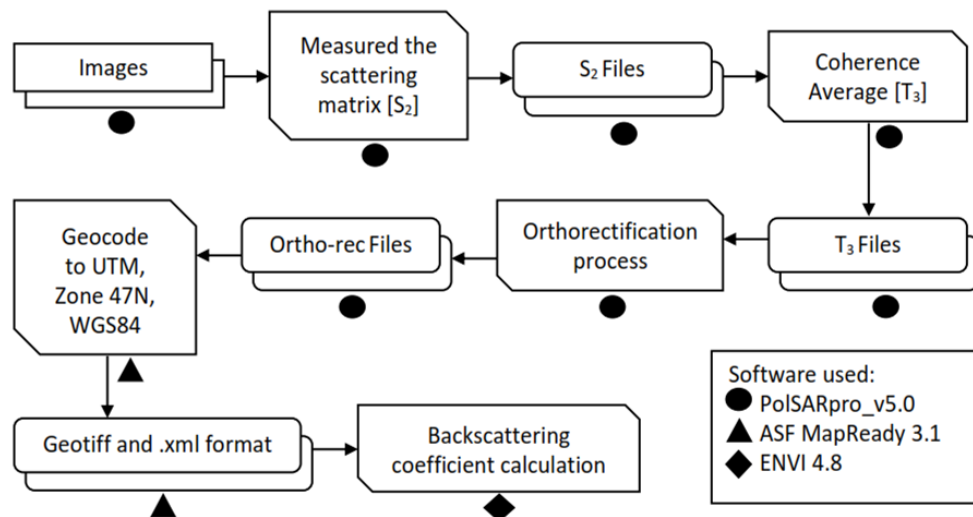 Images
Measured the
scattering
matrix [S₂]
S₂ Files
Coherence
Average [T₃]
Geocode
to UTM,
Zone 47N,
WGS84
Ortho-rec Files
Orthorectification
process
T₃ Files
Geotiff and .xml format
Backscattering
coefficient calculation
Software used:
PolSARpro_v5.0
ASF MapReady 3.1
ENVI 4.8